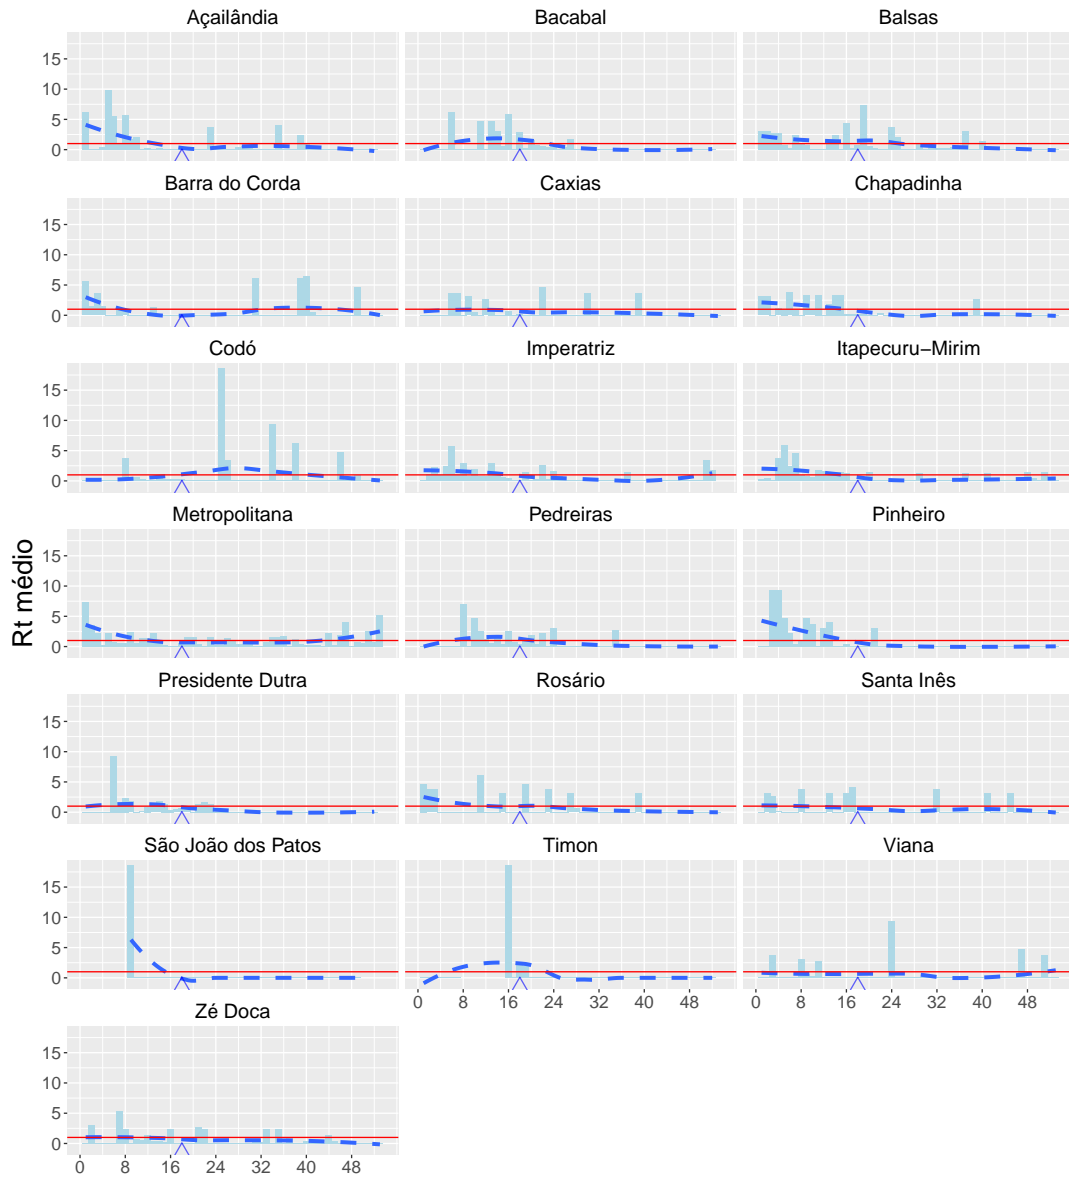 Açailândia Bacabal Balsas
15
10
5
0
Barra do Corda Caxias Chapadinha
15
10
5
0
Codó Imperatriz Itapecuru−Mirim
15
10
5
0
Metropolitana Pedreiras Pinheiro
15
10
5
0
Rt médio
Presidente Dutra Rosário Santa Inês
15
10
5
0
São João dos Patos Timon Viana
15
10
5
0
0 8 16 24 32 40 48 0 8 16 24 32 40 48
Zé Doca
15
10
5
0
0 8 16 24 32 40 48